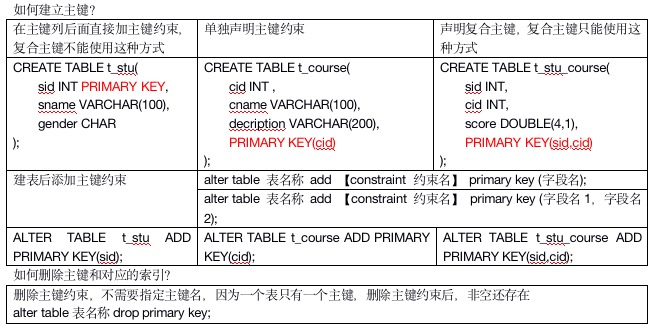 如何建立主键?
在主键列后面直接加主键约束,
复合主键不能使用这种方式
单独声明主键约束
声明复合主键，复合主键只能使用这
种方式
CREATE TABLE t_stu(
sid INT PRIMARY KEY,
sname VARCHAR(100),
gender CHAR
);
CREATE TABLE t_course(
cid INT ,
cname VARCHAR(100),
decription VARCHAR(200),
PRIMARY KEY(cid)
);
CREATE TABLE t_stu_course(
sid INT,
cid INT,
score DOUBLE(4,1),
PRIMARY KEY(sid,cid)
);
建表后添加主键约束
alter table 表名称 add 【constraint 约束名】 primary key (字段名);
alter table 表名称 add 【constraint 约束名】 primary key (字段名 1，字段名
2);
ALTER TABLE t_stu ADD
PRIMARY KEY(sid);
ALTER TABLE t_course ADD PRIMARY
KEY(cid);
ALTER TABLE t_stu_course ADD
PRIMARY KEY(sid,cid);
如何删除主键和对应的索引?
删除主键约束，不需要指定主键名，因为一个表只有一个主键，删除主键约束后，非空还存在
alter table 表名称 drop primary key;